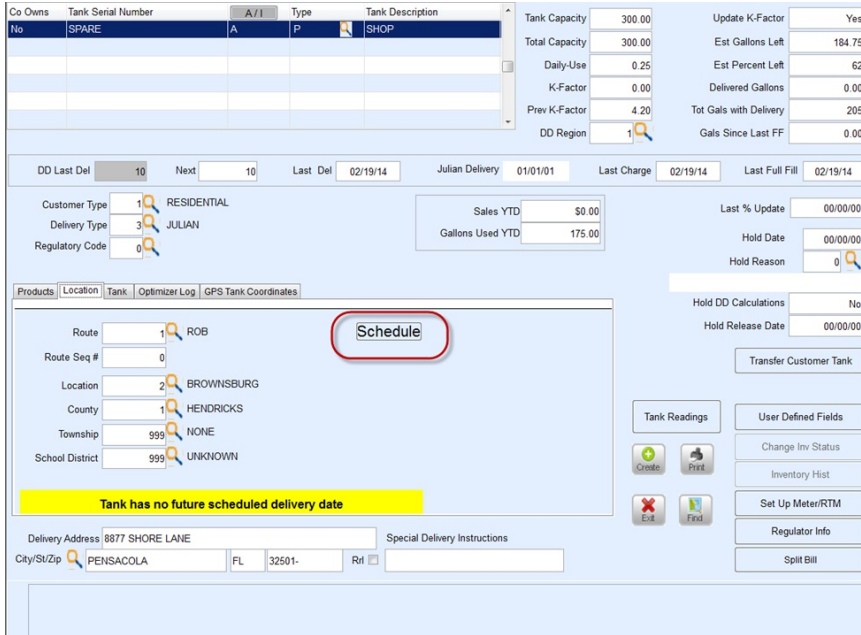 Co Owns Tank Serial Number A / I Type Tank Description
No SPARE A P SHOP
Tank Capacity 300.00 Update K-Factor Yes
Total Capacity 300.00 Est Gallons Left 184.75
Daily-Use 0.25 Est Percent Left 62
K-Factor 0.00 Delivered Gallons 0.00
Prev K-Factor 4.20 Tot Gals with Delivery 205
DD Region 1 Gals Since Last FF 0.00
DD Last Del 10 Next 10 Last Del 02/19/14 Julian Delivery 01/01/01 Last Charge 02/19/14 Last Full Fill 02/19/14
Customer Type 1 RESIDENTIAL
Delivery Type 3 JULIAN
Regulatory Code 0
Sales YTD $0.00
Gallons Used YTD 175.00
Last % Update 00/00/00
Hold Date 00/00/00
Hold Reason 0
Hold DD Calculations No
Hold Release Date 00/00/00
Products Location Tank Optimizer Log GPS Tank Coordinates
Route 1 ROB Schedule
Route Seq # 0
Location 2 BROWNSBURG
County 1 HENDRICKS
Township 999 NONE
School District 999 UNKNOWN
Tank has no future scheduled delivery date
Transfer Customer Tank
Tank Readings User Defined Fields
Create Print Change Inv Status
Inventory Hist
Exit Find Set Up Meter/RTM
Regulator Info
Split Bill
Delivery Address 8877 SHORE LANE Special Delivery Instructions
City/St/Zip PENSACOLA FL 32501- Rrl